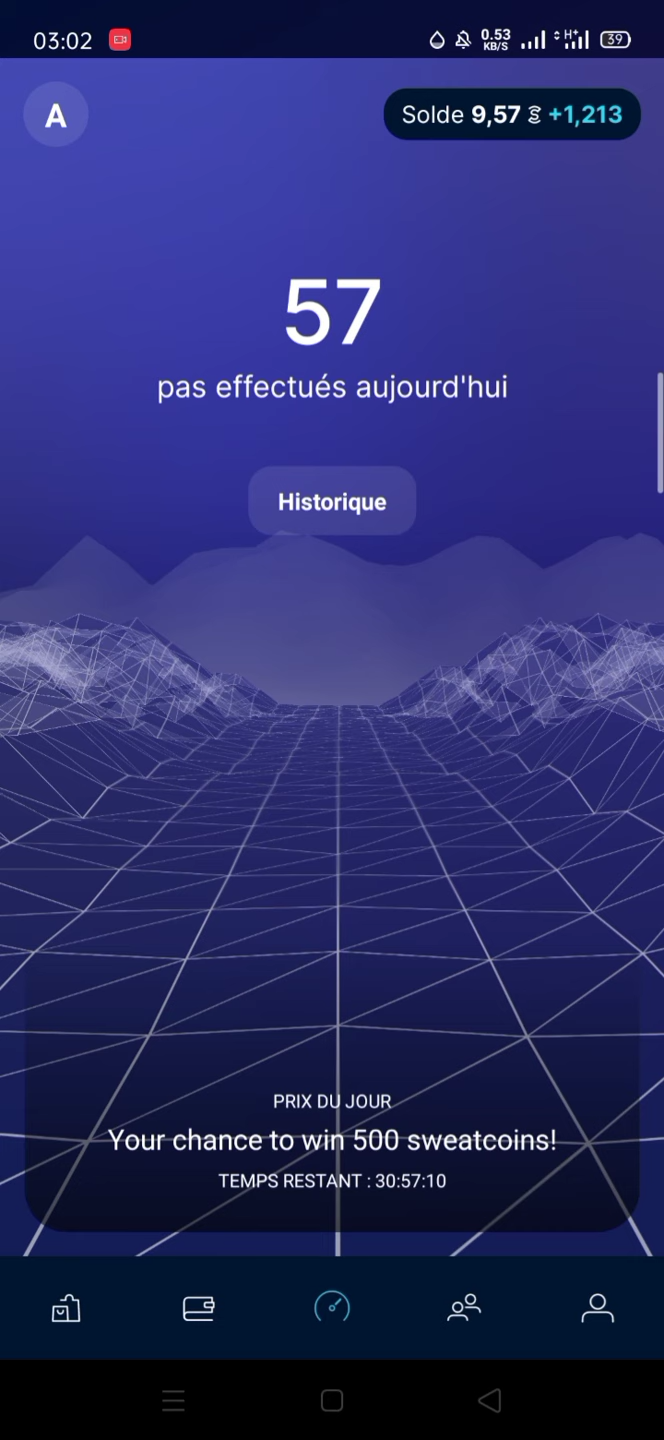 03:02
0.53
KB/S
H+
39
A
Solde 9,57 +1,213
57
pas effectués aujourd'hui
Historique
PRIX DU JOUR
Your chance to win 500 sweatcoins!
TEMPS RESTANT : 30:57:10